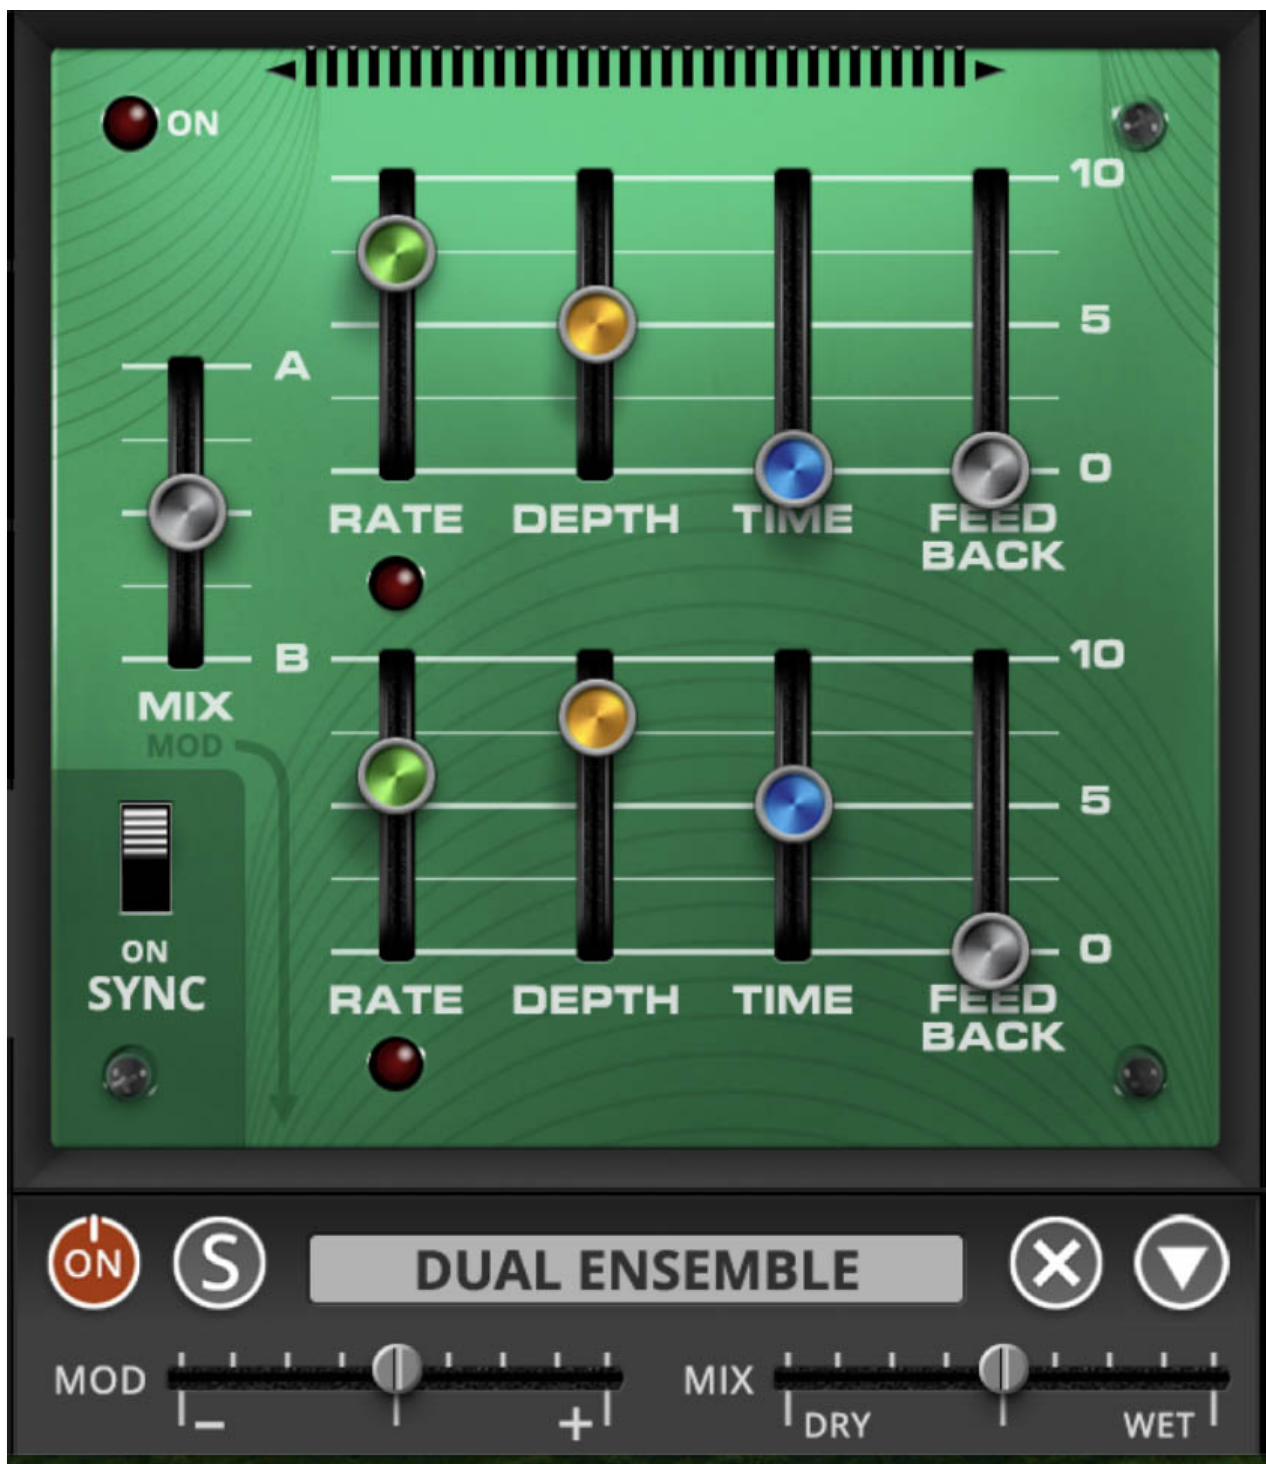 ON
10
5
0
A
B
MIX
MOD
RATE DEPTH TIME FEED
BACK
10
5
0
RATE DEPTH TIME FEED
BACK
ON
SYNC
ON S DUAL ENSEMBLE
MOD - +
MIX DRY WET